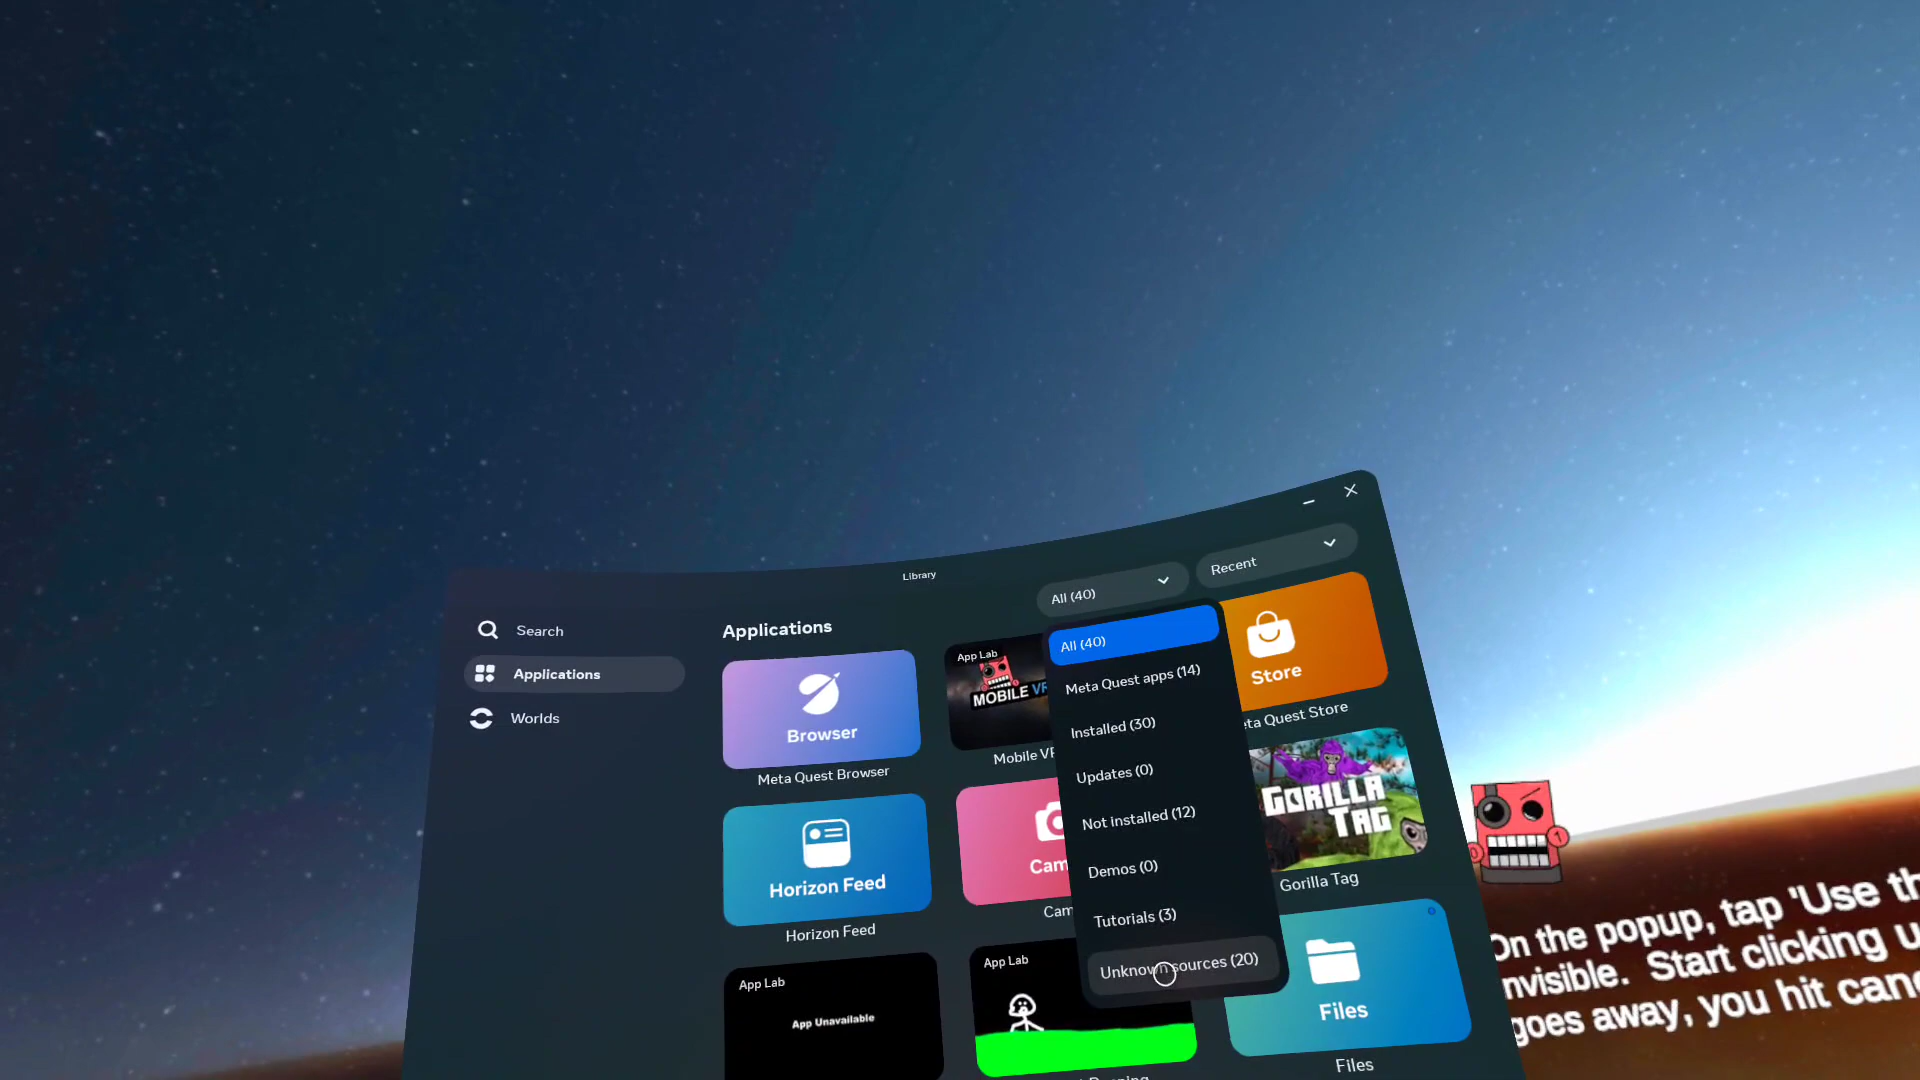 Library
Search
Applications
Worlds
Applications
All (40)
Recent
All (40)
Meta Quest apps (14)
Installed (30)
Updates (0)
Not installed (12)
Demos (0)
Tutorials (3)
Unknown sources (20)
Browser
Meta Quest Browser
App Lab
MOBILE VR
Mobile VR
Store
eta Quest Store
Horizon Feed
Horizon Feed
Cam
Cam
GORILLA
TAG
Gorilla Tag
App Lab
App Unavailable
App Lab
Files
Files
On the popup, tap 'Use th
nvisible. Start clicking u
goes away, you hit canc